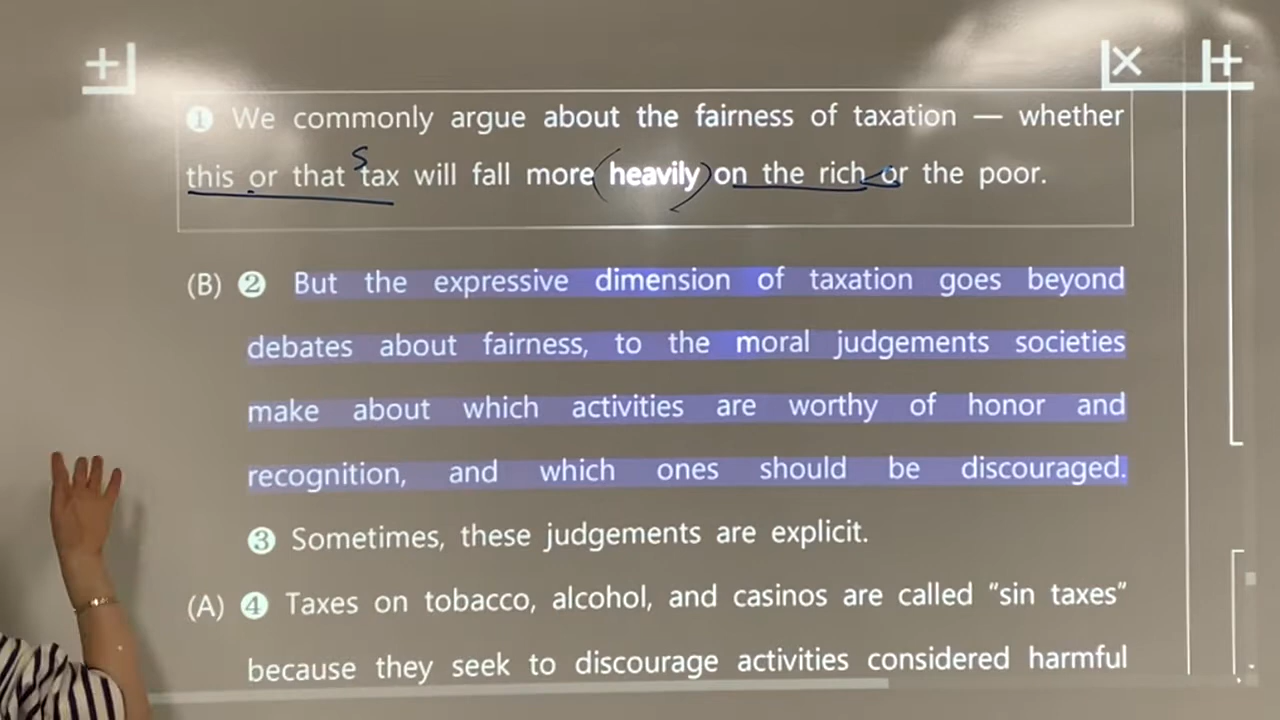 ❶ We commonly argue about the fairness of taxation — whether
S
this or that tax will fall more (heavily) on the rich or the poor.
(B) ❷ But the expressive dimension of taxation goes beyond
debates about fairness, to the moral judgements societies
make about which activities are worthy of honor and
recognition, and which ones should be discouraged.
❸ Sometimes, these judgements are explicit.
(A) ❹ Taxes on tobacco, alcohol, and casinos are called “sin taxes”
because they seek to discourage activities considered harmful